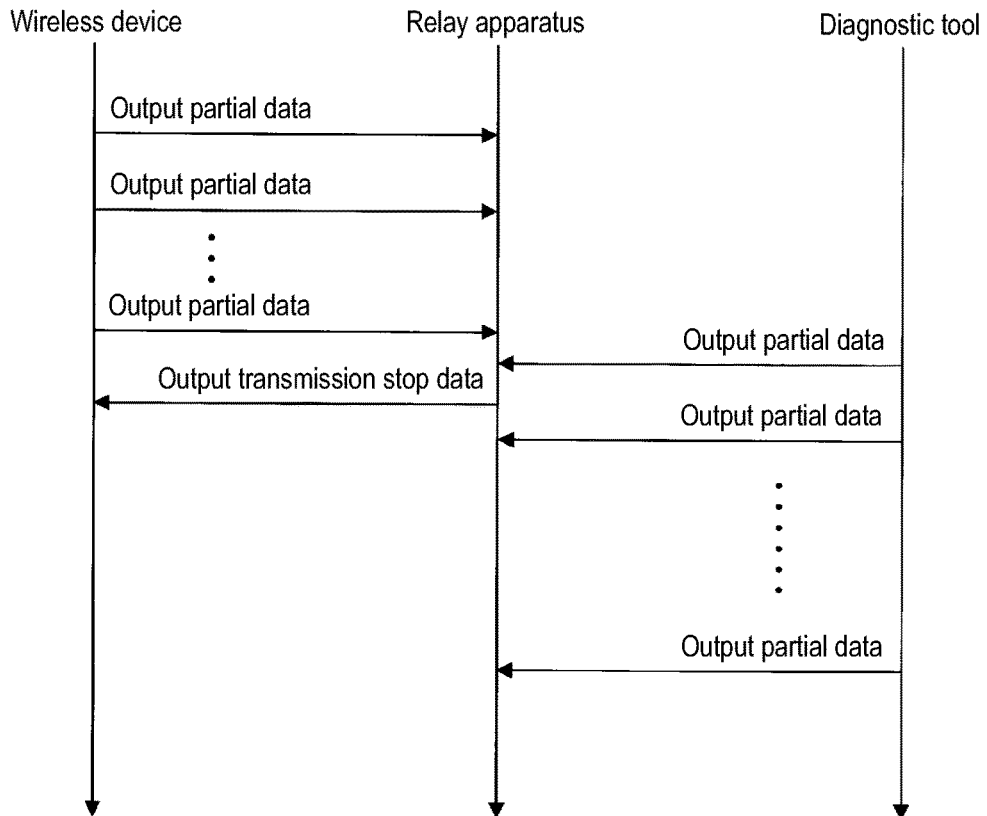 Wireless device
Relay apparatus
Diagnostic tool
Output partial data
Output partial data
Output partial data
Output partial data
Output transmission stop data
Output partial data
Output partial data